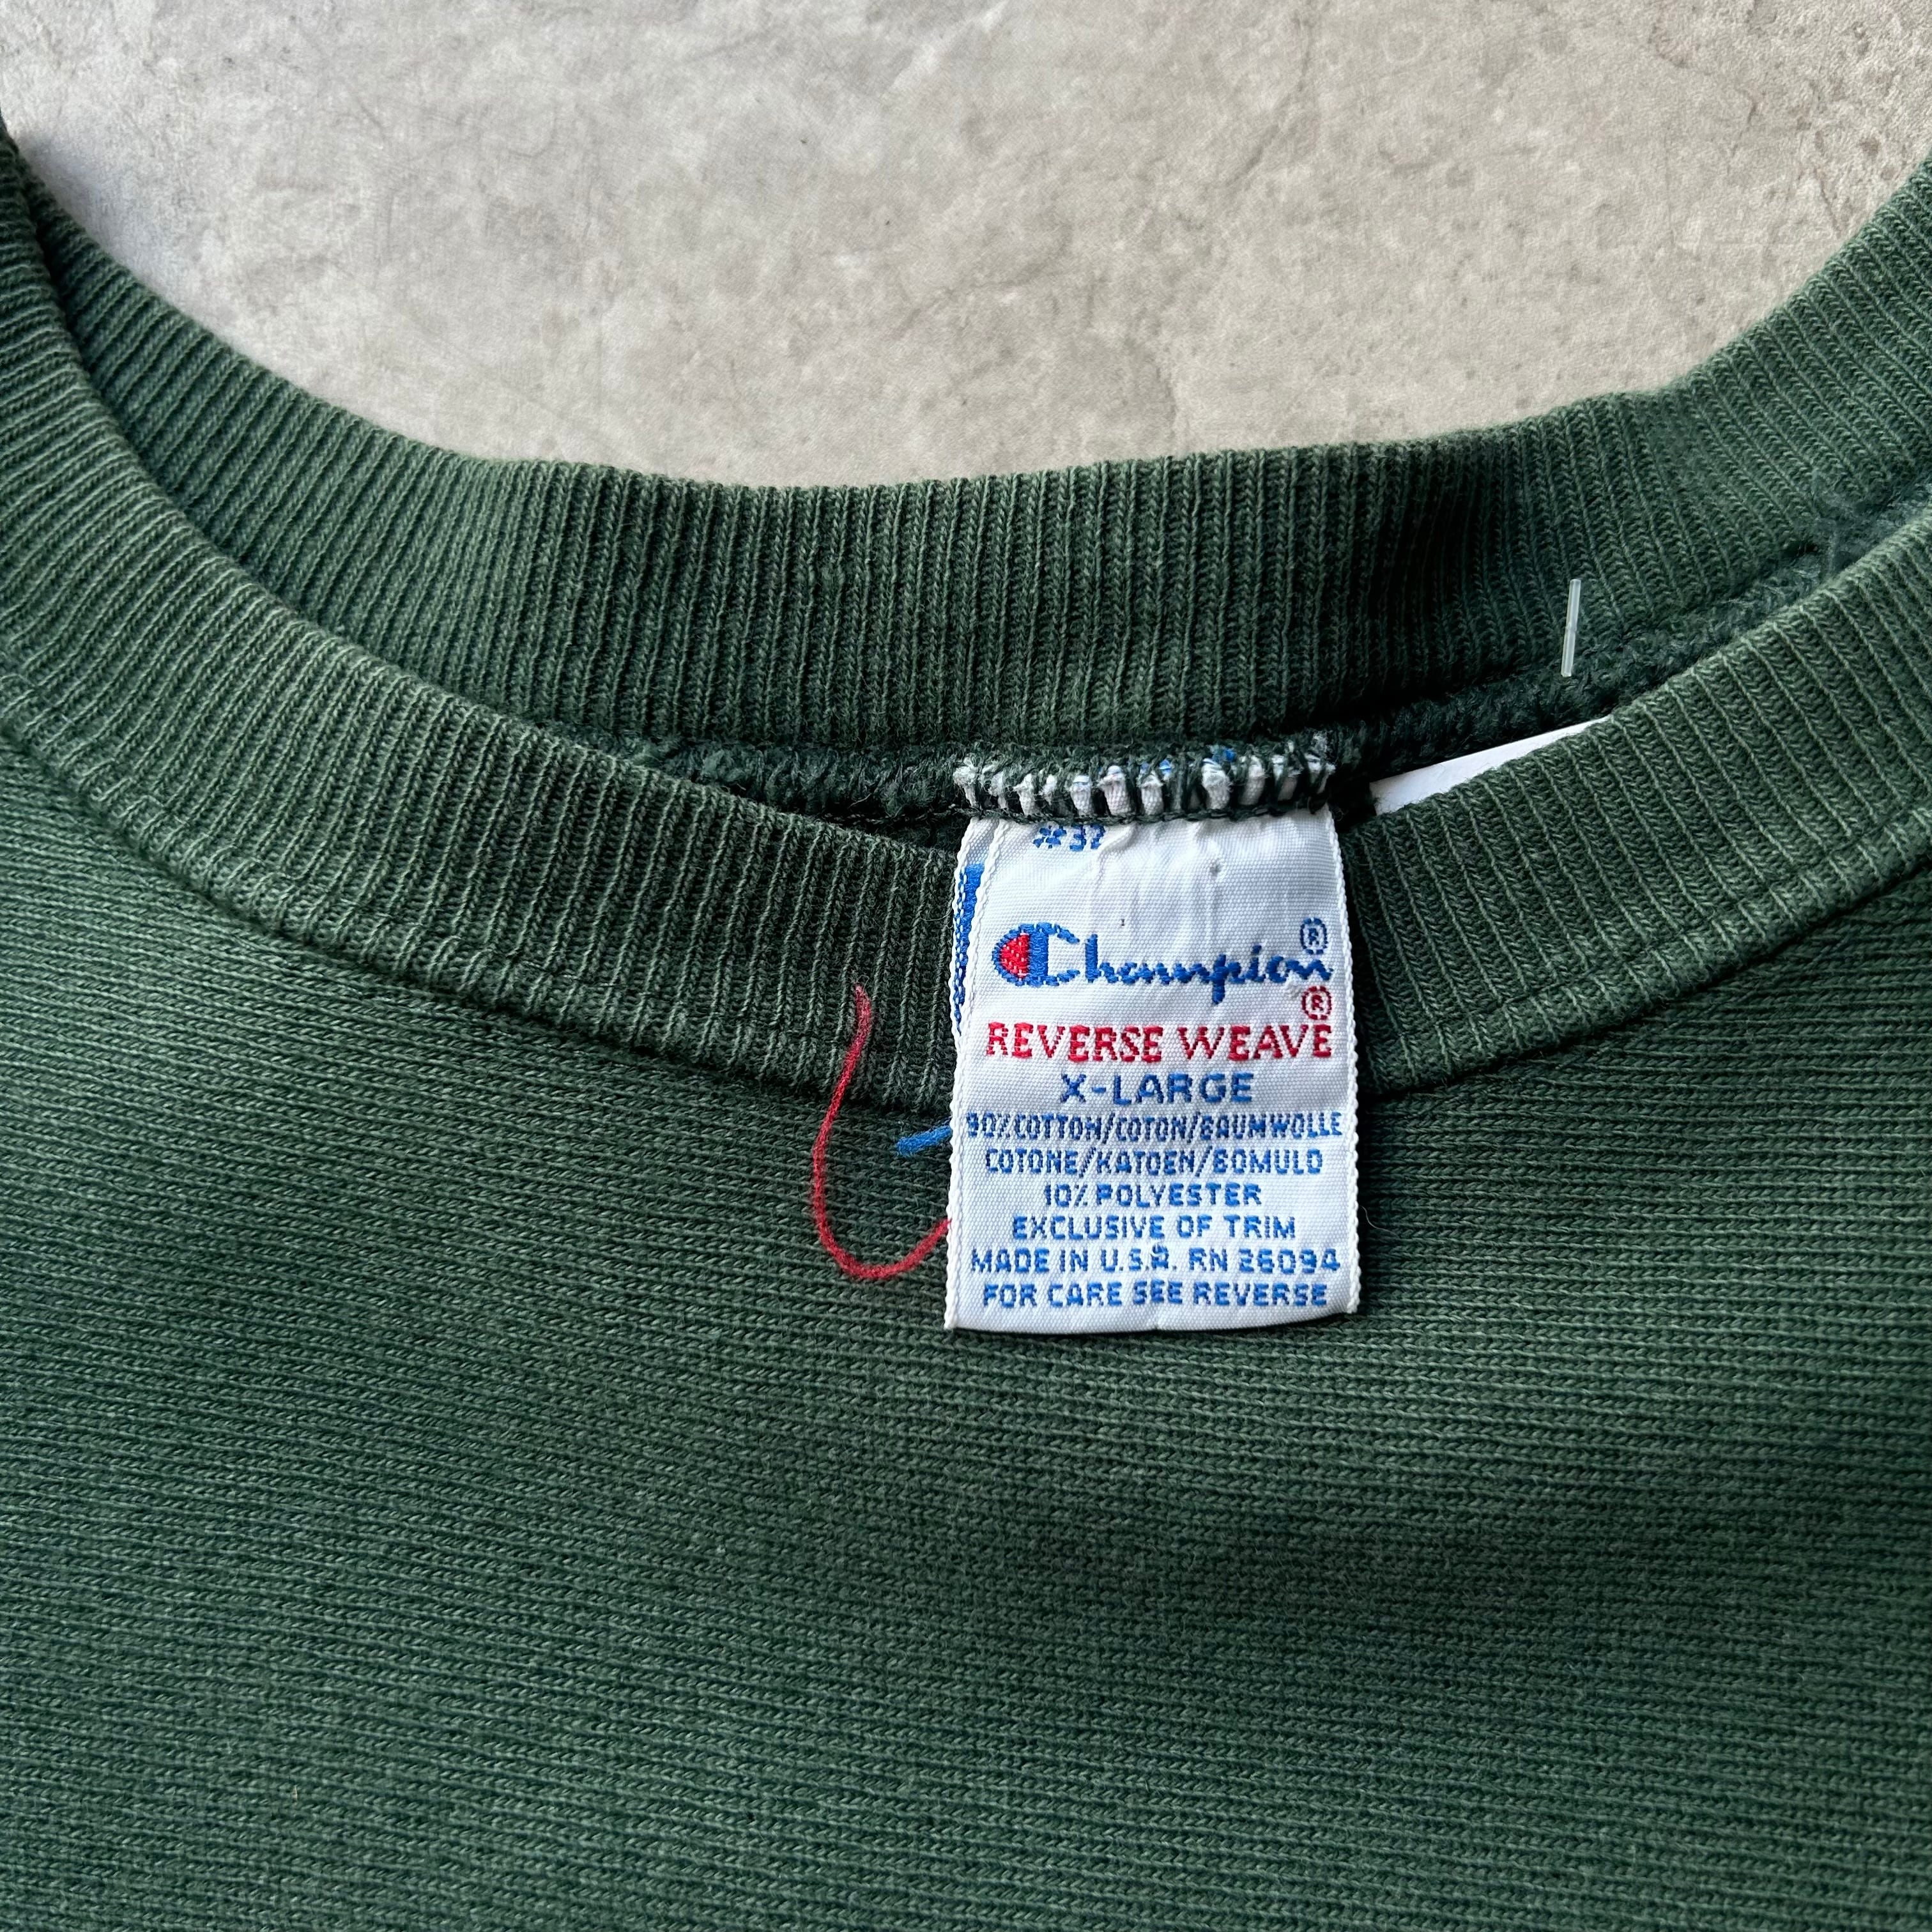 #32
Champion®
REVERSE WEAVE®
X-LARGE
90% COTTON/COTON/BAUMWOLLE
COTONE/KATOEN/BOMULD
10% POLYESTER
EXCLUSIVE OF TRIM
MADE IN U.S.A. RN 26094
FOR CARE SEE REVERSE